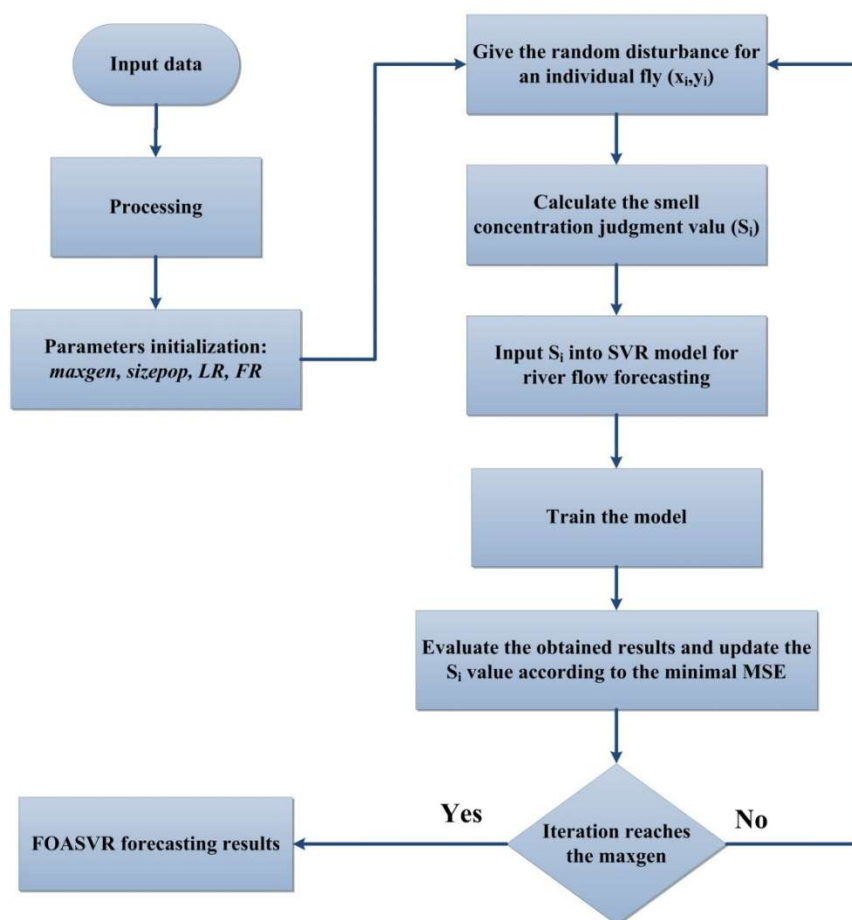 Input data
Processing
Parameters initialization:
maxgen, sizepop, LR, FR
Give the random disturbance for
an individual fly (xᵢ,yᵢ)
Calculate the smell
concentration judgment valu (Sᵢ)
Input Sᵢ into SVR model for
river flow forecasting
Train the model
Evaluate the obtained results and update the
Sᵢ value according to the minimal MSE
Iteration reaches
the maxgen
Yes
No
FOASVR forecasting results